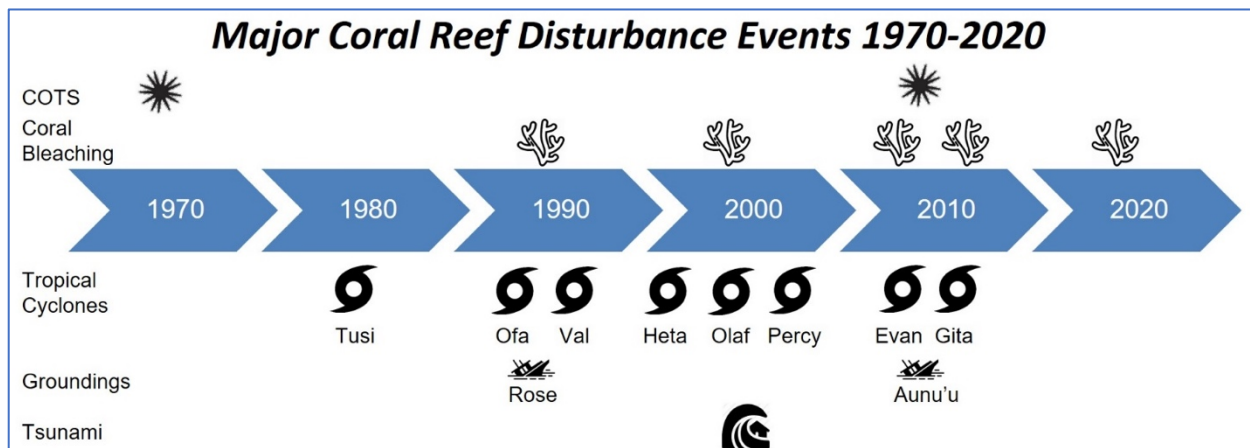 Major Coral Reef Disturbance Events 1970-2020
COTS
Coral
Bleaching
1970 1980 1990 2000 2010 2020
Tropical
Cyclones
Tusi Ofa Val Heta Olaf Percy Evan Gita
Groundings
Rose Aunu'u
Tsunami